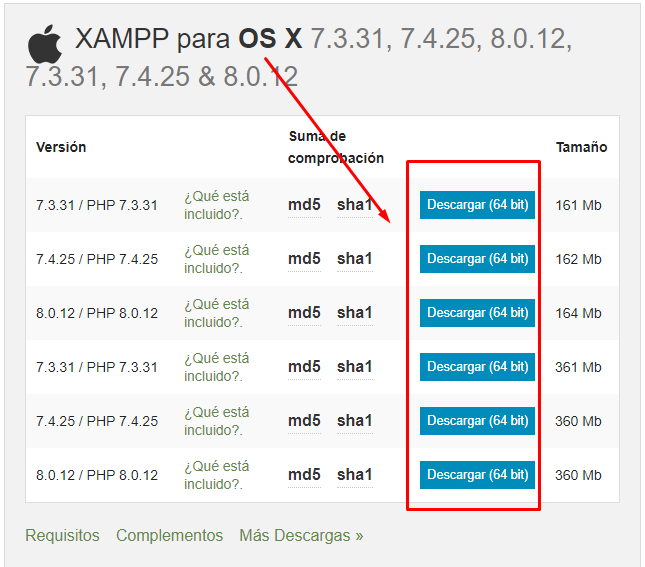 XAMPP para OS X 7.3.31, 7.4.25, 8.0.12,
7.3.31, 7.4.25 & 8.0.12
Versión Suma de comprobación Tamaño
7.3.31 / PHP 7.3.31 ¿Qué está incluido?. md5 sha1 Descargar (64 bit) 161 Mb
7.4.25 / PHP 7.4.25 ¿Qué está incluido?. md5 sha1 Descargar (64 bit) 162 Mb
8.0.12 / PHP 8.0.12 ¿Qué está incluido?. md5 sha1 Descargar (64 bit) 164 Mb
7.3.31 / PHP 7.3.31 ¿Qué está incluido?. md5 sha1 Descargar (64 bit) 361 Mb
7.4.25 / PHP 7.4.25 ¿Qué está incluido?. md5 sha1 Descargar (64 bit) 360 Mb
8.0.12 / PHP 8.0.12 ¿Qué está incluido?. md5 sha1 Descargar (64 bit) 360 Mb
Requisitos Complementos Más Descargas »